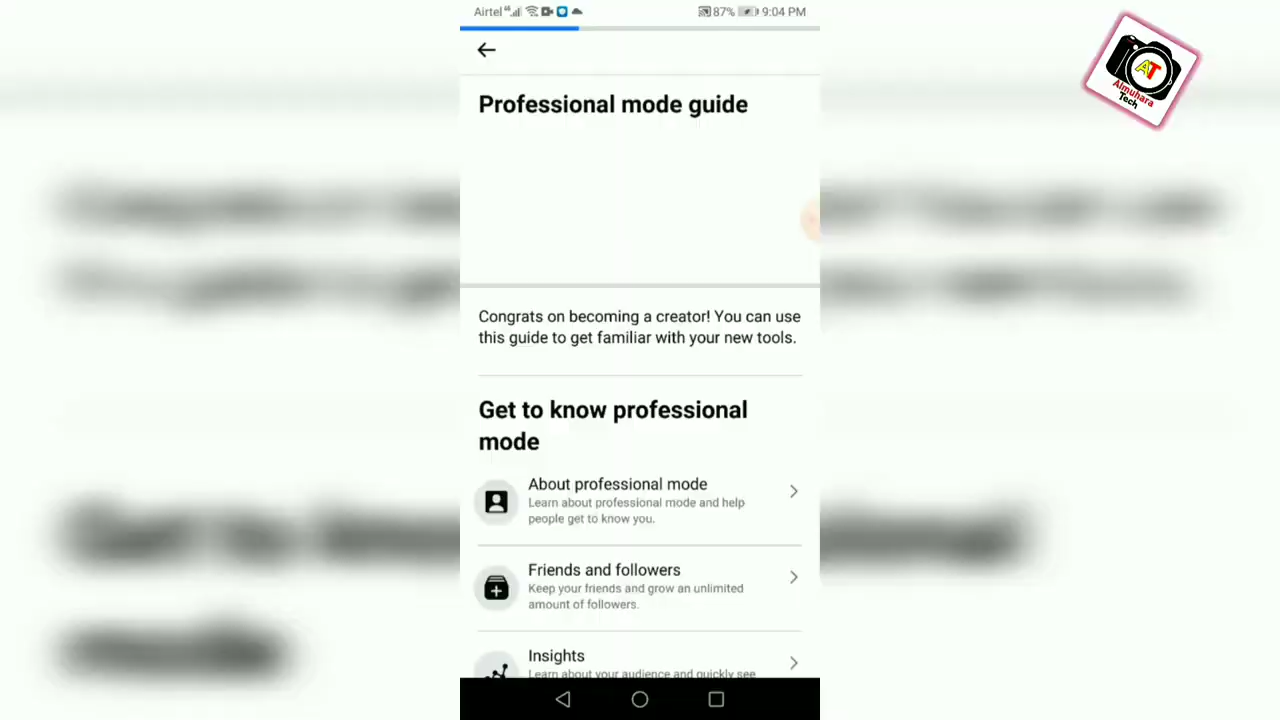 Airtel 87% 9:04 PM
Professional mode guide
Congrats on becoming a creator! You can use
this guide to get familiar with your new tools.
Get to know professional
mode
About professional mode
Learn about professional mode and help
people get to know you.
Friends and followers
Keep your friends and grow an unlimited
amount of followers.
Insights
Learn about your audience and quickly see
AT
Almuhara
Tech